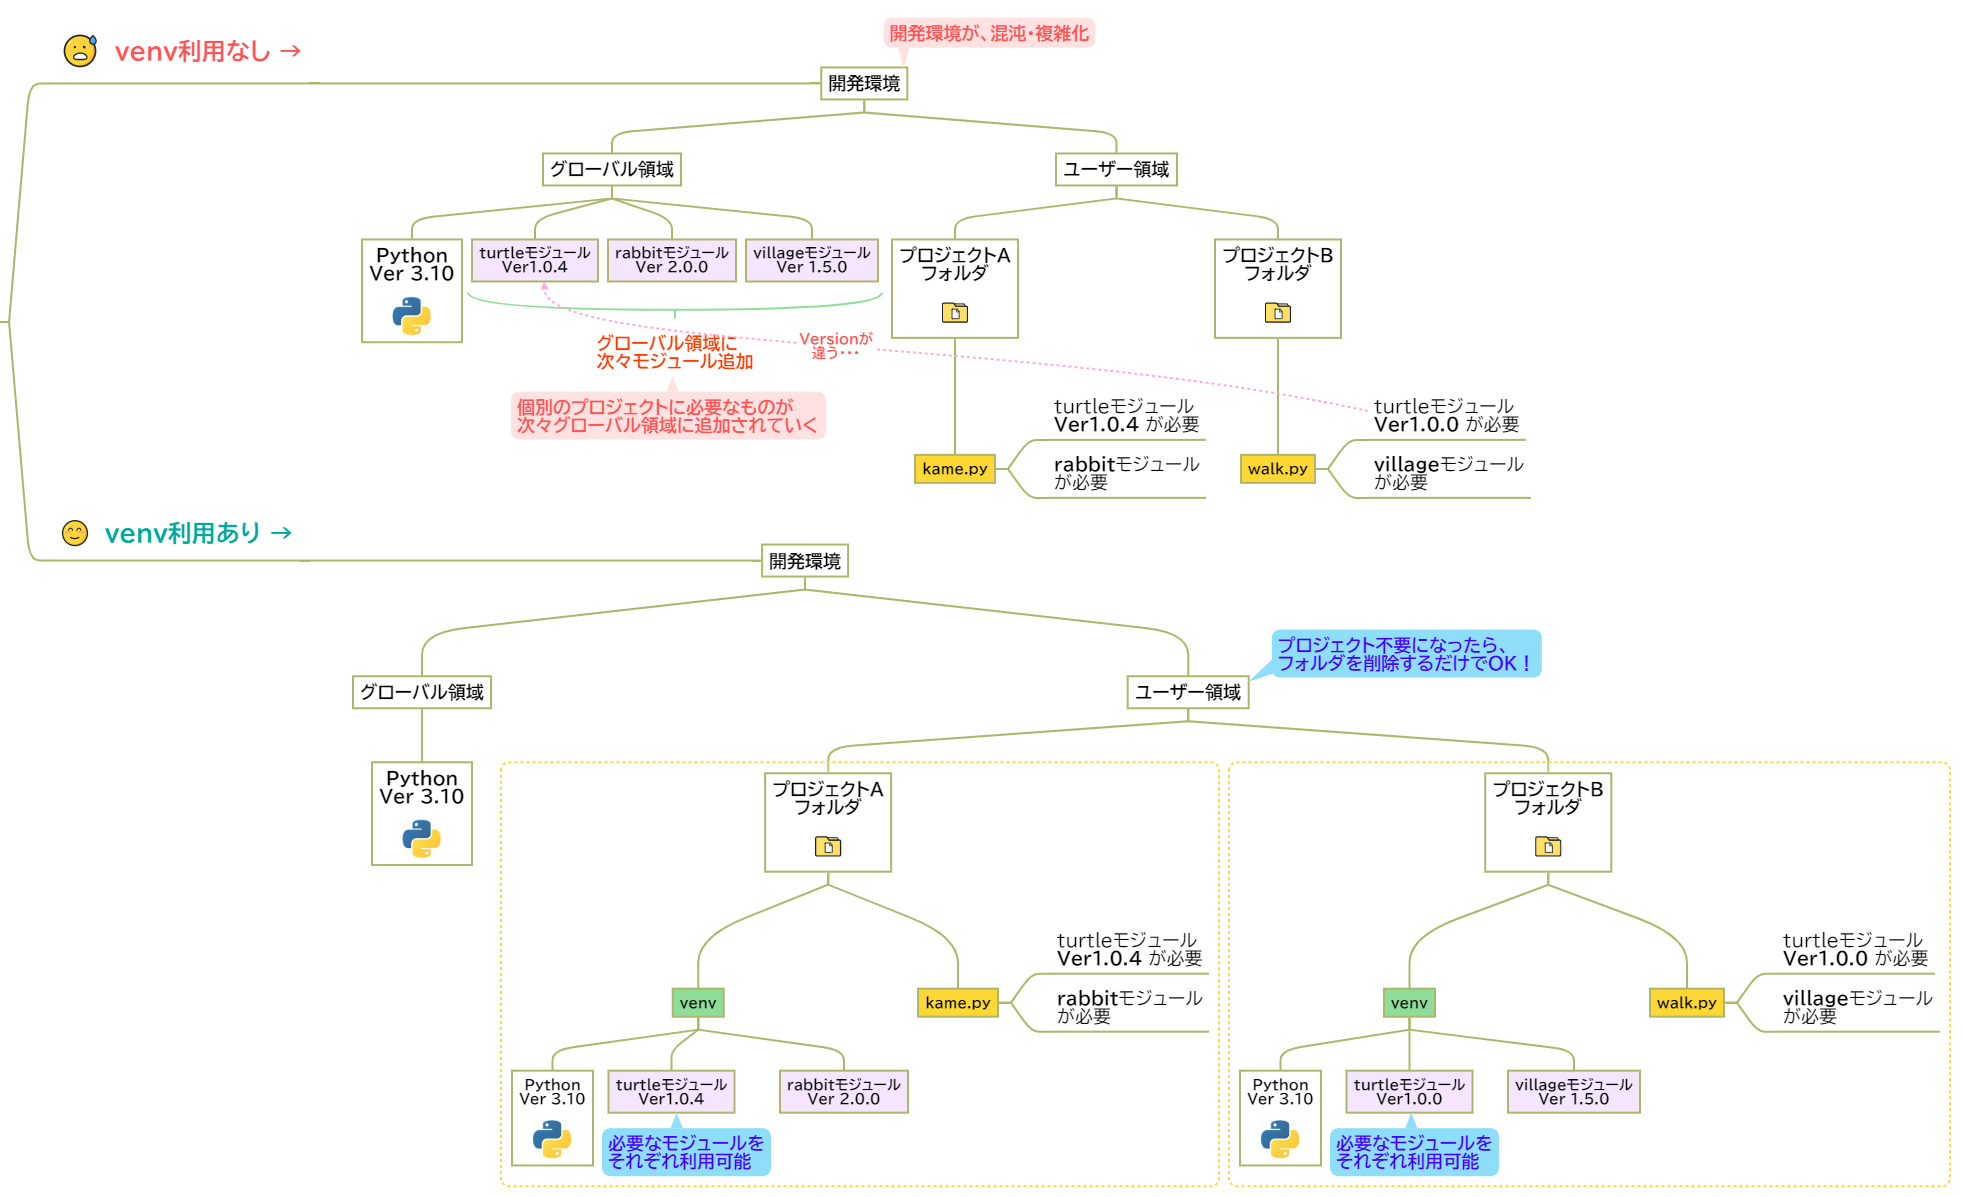 venv利用なし →
開発環境が、混沌・複雑化
開発環境
グローバル領域
ユーザー領域
Python
Ver 3.10
turtleモジュール
Ver1.0.4
rabbitモジュール
Ver 2.0.0
villageモジュール
Ver 1.5.0
プロジェクトA
フォルダ
プロジェクトB
フォルダ
グローバル領域に
次々モジュール追加
Versionが
違う・・・
個別のプロジェクトに必要なものが
次々グローバル領域に追加されていく
kame.py
turtleモジュール
Ver1.0.4 が必要
rabbitモジュール
が必要
walk.py
turtleモジュール
Ver1.0.0 が必要
villageモジュール
が必要
venv利用あり →
開発環境
グローバル領域
ユーザー領域
プロジェクト不要になったら、
フォルダを削除するだけでOK！
Python
Ver 3.10
プロジェクトA
フォルダ
プロジェクトB
フォルダ
venv
kame.py
turtleモジュール
Ver1.0.4 が必要
rabbitモジュール
が必要
venv
walk.py
turtleモジュール
Ver1.0.0 が必要
villageモジュール
が必要
Python
Ver 3.10
turtleモジュール
Ver1.0.4
rabbitモジュール
Ver 2.0.0
必要なモジュールを
それぞれ利用可能
Python
Ver 3.10
turtleモジュール
Ver1.0.0
villageモジュール
Ver 1.5.0
必要なモジュールを
それぞれ利用可能